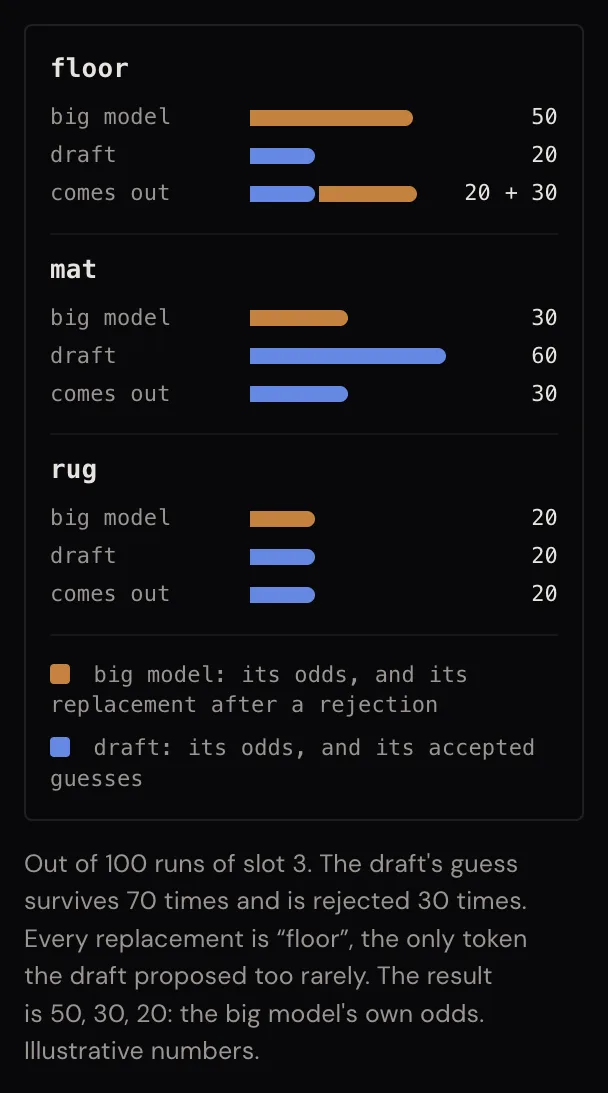 floor
big model 50
draft 20
comes out 20 + 30
mat
big model 30
draft 60
comes out 30
rug
big model 20
draft 20
comes out 20
big model: its odds, and its
replacement after a rejection
draft: its odds, and its accepted
guesses
Out of 100 runs of slot 3. The draft's guess
survives 70 times and is rejected 30 times.
Every replacement is “floor”, the only token
the draft proposed too rarely. The result
is 50, 30, 20: the big model's own odds.
Illustrative numbers.